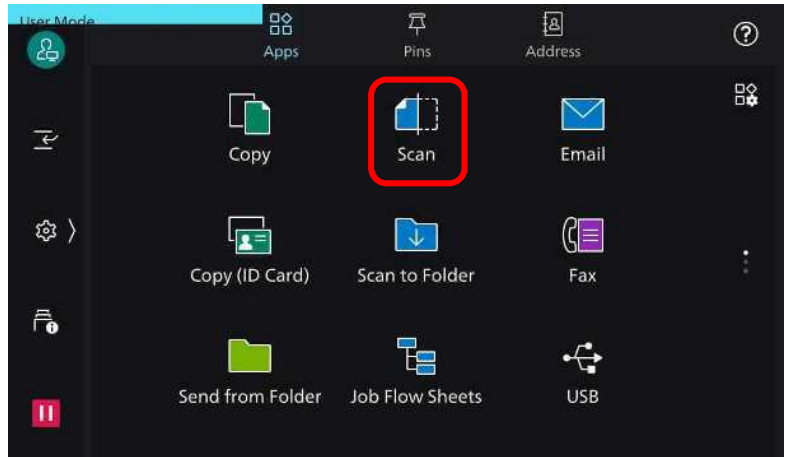 User Mode
Apps Pins Address
Copy Scan Email
Copy (ID Card) Scan to Folder Fax
Send from Folder Job Flow Sheets USB